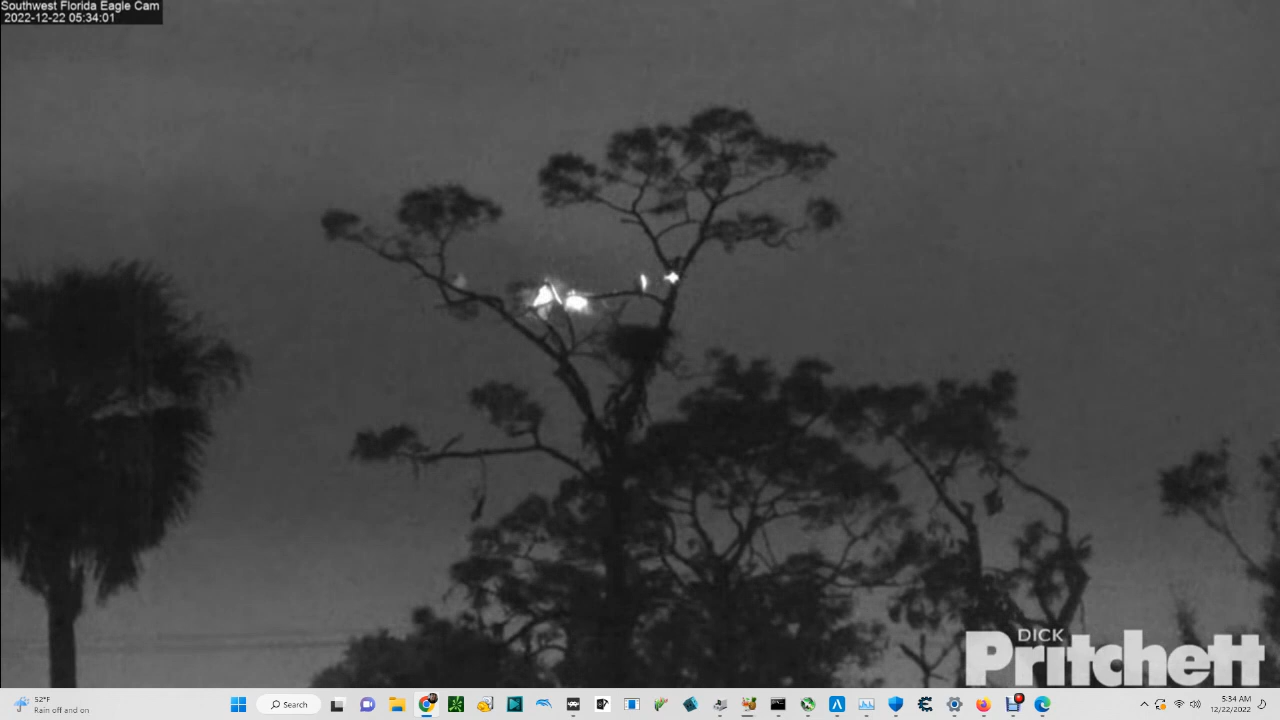 Southwest Florida Eagle Cam
2022-12-22 05:34:01
DICK
Pritchett
52°F
Rain off and on
Search
5:34 AM
12/22/2022